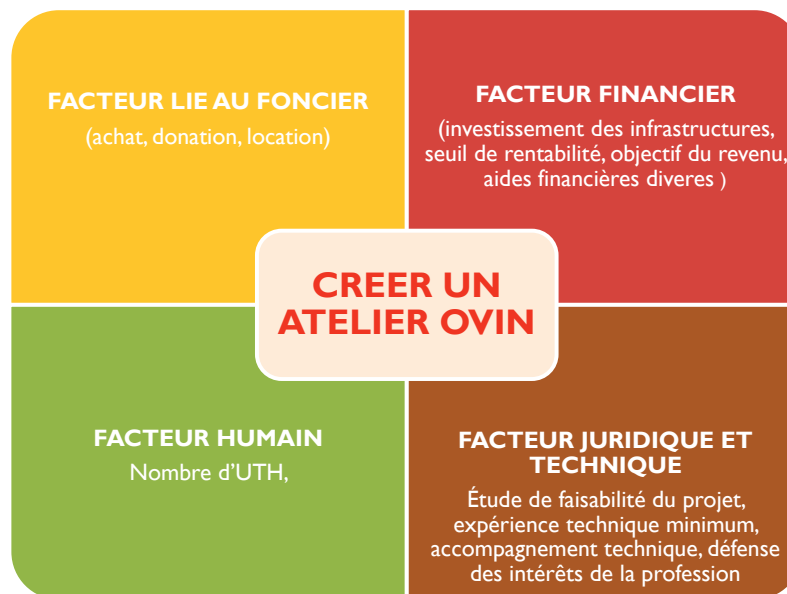 FACTEUR LIE AU FONCIER
(achat, donation, location)
FACTEUR FINANCIER
(investissement des infrastructures,
seuil de rentabilité, objectif du revenu,
aides financières diveres )
CREER UN
ATELIER OVIN
FACTEUR HUMAIN
Nombre d’UTH,
FACTEUR JURIDIQUE ET
TECHNIQUE
Étude de faisabilité du projet,
expérience technique minimum,
accompagnement technique, défense
des intérêts de la profession